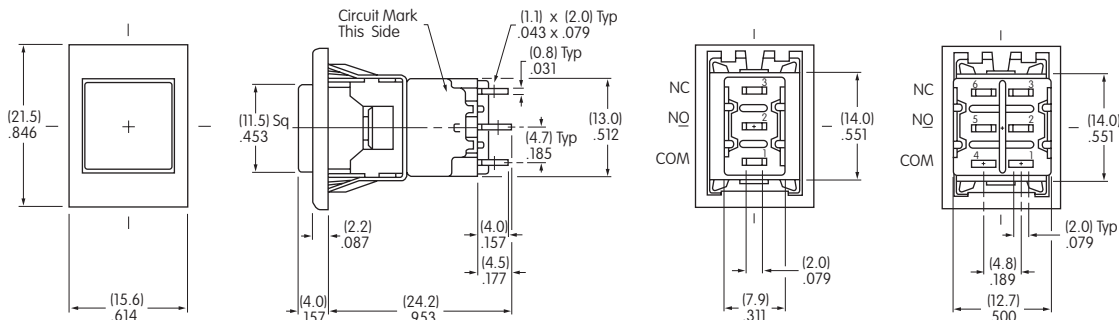 (21.5)
.846
(15.6)
.614
Circuit Mark
This Side
(1.1) x (2.0) Typ
.043 x .079
(0.8) Typ
.031
(11.5) Sq
.453
(4.7) Typ
.185
(13.0)
.512
(2.2)
.087
(4.0)
.157
(4.5)
.177
(4.0)
.157
(24.2)
.953
NC
NO
COM
3
2
1
(14.0)
.551
(2.0)
.079
(7.9)
.311
NC
NO
COM
6 3
5 2
4 1
(14.0)
.551
(2.0) Typ
.079
(4.8)
.189
(12.7)
.500